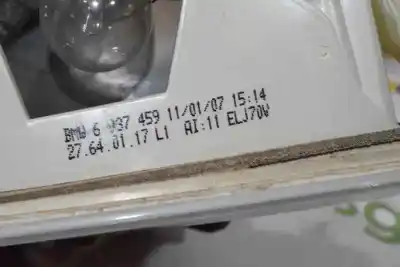 BMW 6 937 459 11/01/07 15:14
27.64.01.17 L1 AI:11 ELJ70V